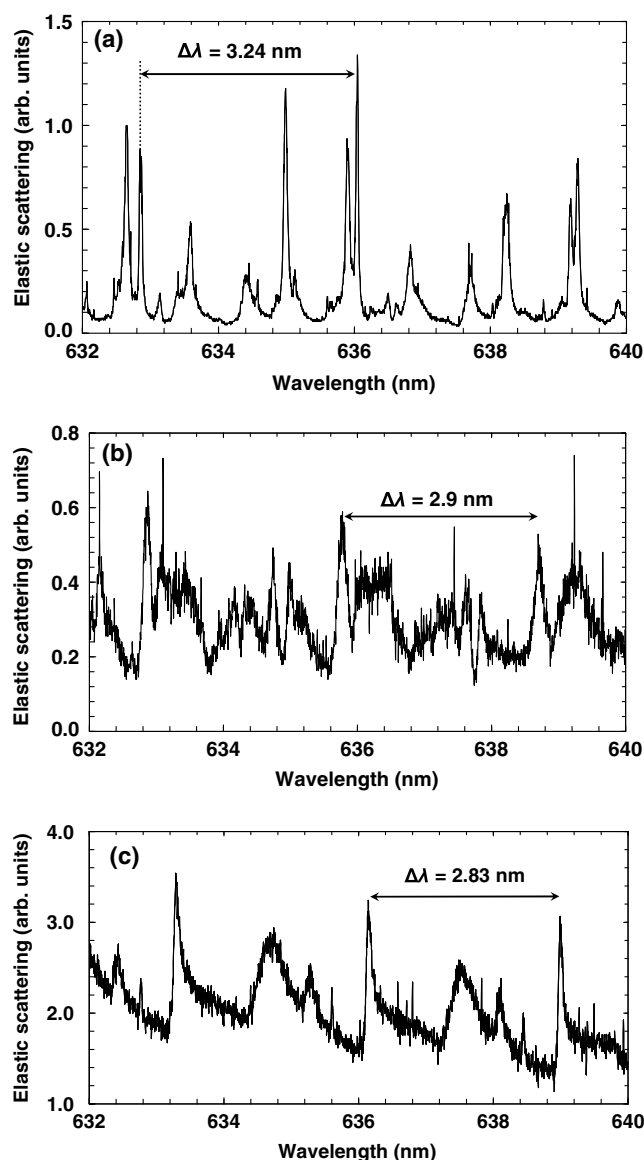 (a)
Δλ = 3.24 nm
Elastic scattering (arb. units)
1.5
1.0
0.5
0.0
632 634 636 638 640
Wavelength (nm)
(b)
Δλ = 2.9 nm
Elastic scattering (arb. units)
0.8
0.6
0.4
0.2
0.0
632 634 636 638 640
Wavelength (nm)
(c)
Δλ = 2.83 nm
Elastic scattering (arb. units)
4.0
3.0
2.0
1.0
632 634 636 638 640
Wavelength (nm)